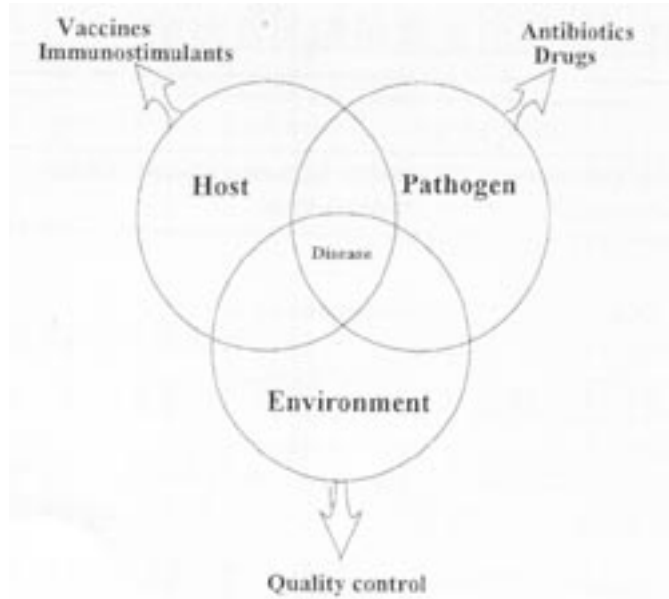 Vaccines
Immunostimulants
Antibiotics
Drugs
Host
Pathogen
Disease
Environment
Quality control